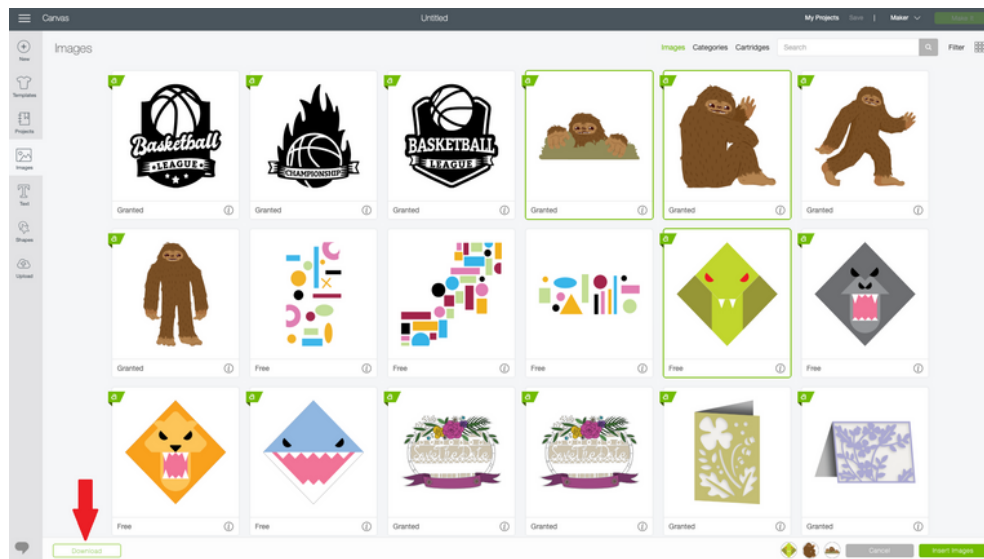 Canvas
Untitled
My Projects Save | Maker
Make It
Images
Images Categories Cartridges Search Filter
New
Templates
Projects
Images
Text
Shapes
Upload
Basketball
LEAGUE
CHAMPIONSHIP
BASKETBALL
LEAGUE
Granted
Granted
Granted
Granted
Granted
Granted
Granted
Free
Free
Free
Free
Free
Free
Free
Granted
Granted
Granted
Granted
Download
Cancel
Insert Images